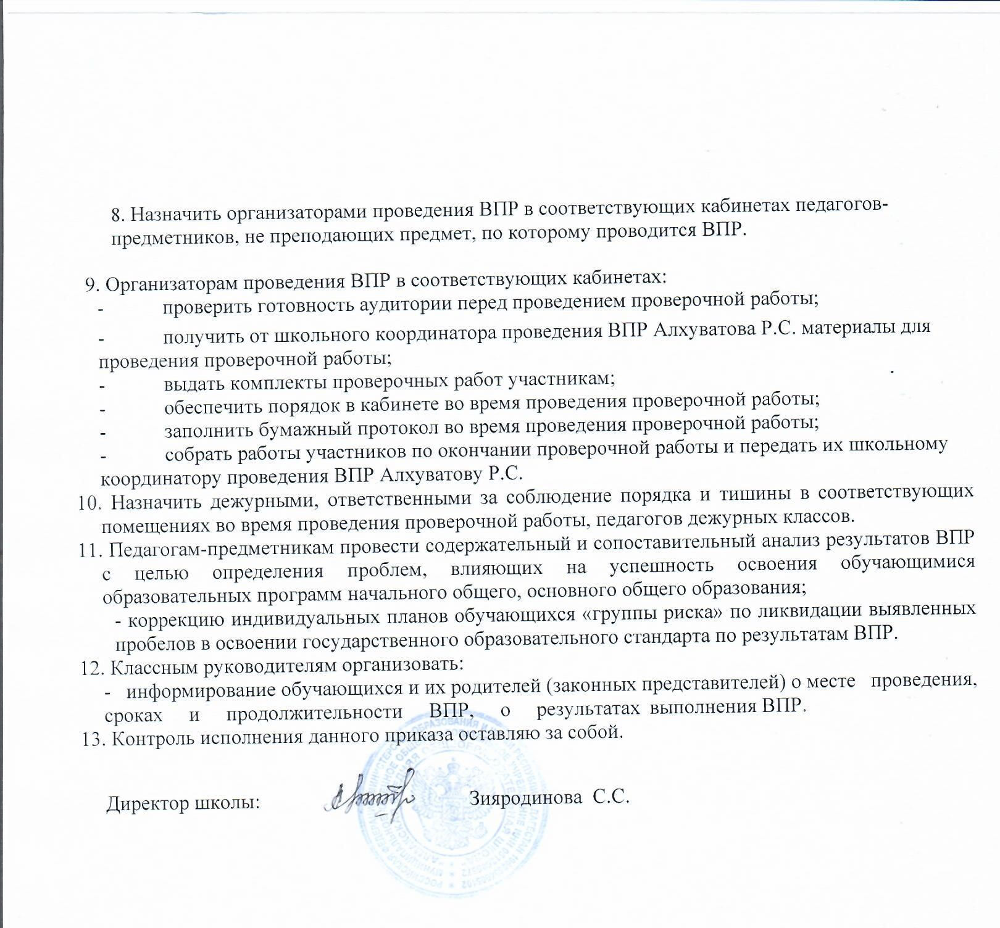 8. Назначить организаторами проведения ВПР в соответствующих кабинетах педагогов-
предметников, не преподающих предмет, по которому проводится ВПР.
9. Организаторам проведения ВПР в соответствующих кабинетах:
- проверить готовность аудитории перед проведением проверочной работы;
- получить от школьного координатора проведения ВПР Алхуватова Р.С. материалы для
проведения проверочной работы;
- выдать комплекты проверочных работ участникам;
- обеспечить порядок в кабинете во время проведения проверочной работы;
- заполнить бумажный протокол во время проведения проверочной работы;
- собрать работы участников по окончании проверочной работы и передать их школьному
координатору проведения ВПР Алхуватову Р.С.
10. Назначить дежурными, ответственными за соблюдение порядка и тишины в соответствующих
помещениях во время проведения проверочной работы, педагогов дежурных классов.
11. Педагогам-предметникам провести содержательный и сопоставительный анализ результатов ВПР
с целью определения проблем, влияющих на успешность освоения обучающимися
образовательных программ начального общего, основного общего образования;
- коррекцию индивидуальных планов обучающихся «группы риска» по ликвидации выявленных
пробелов в освоении государственного образовательного стандарта по результатам ВПР.
12. Классным руководителям организовать:
- информирование обучающихся и их родителей (законных представителей) о месте проведения,
сроках и продолжительности ВПР, о результатах выполнения ВПР.
13. Контроль исполнения данного приказа оставляю за собой.
Директор школы: Зияродинова С.С.